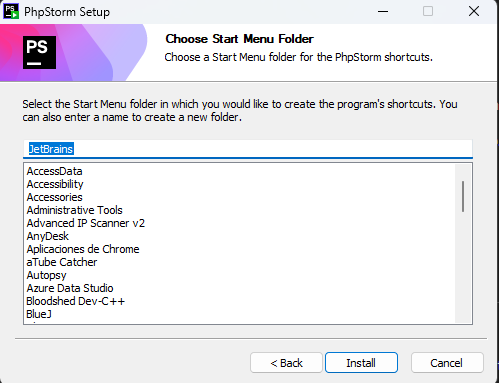 PhpStorm Setup
PS
Choose Start Menu Folder
Choose a Start Menu folder for the PhpStorm shortcuts.
Select the Start Menu folder in which you would like to create the program's shortcuts. You
can also enter a name to create a new folder.
JetBrains
AccessData
Accessibility
Accessories
Administrative Tools
Advanced IP Scanner v2
AnyDesk
Aplicaciones de Chrome
aTube Catcher
Autopsy
Azure Data Studio
Bloodshed Dev-C++
BlueJ
< Back
Install
Cancel